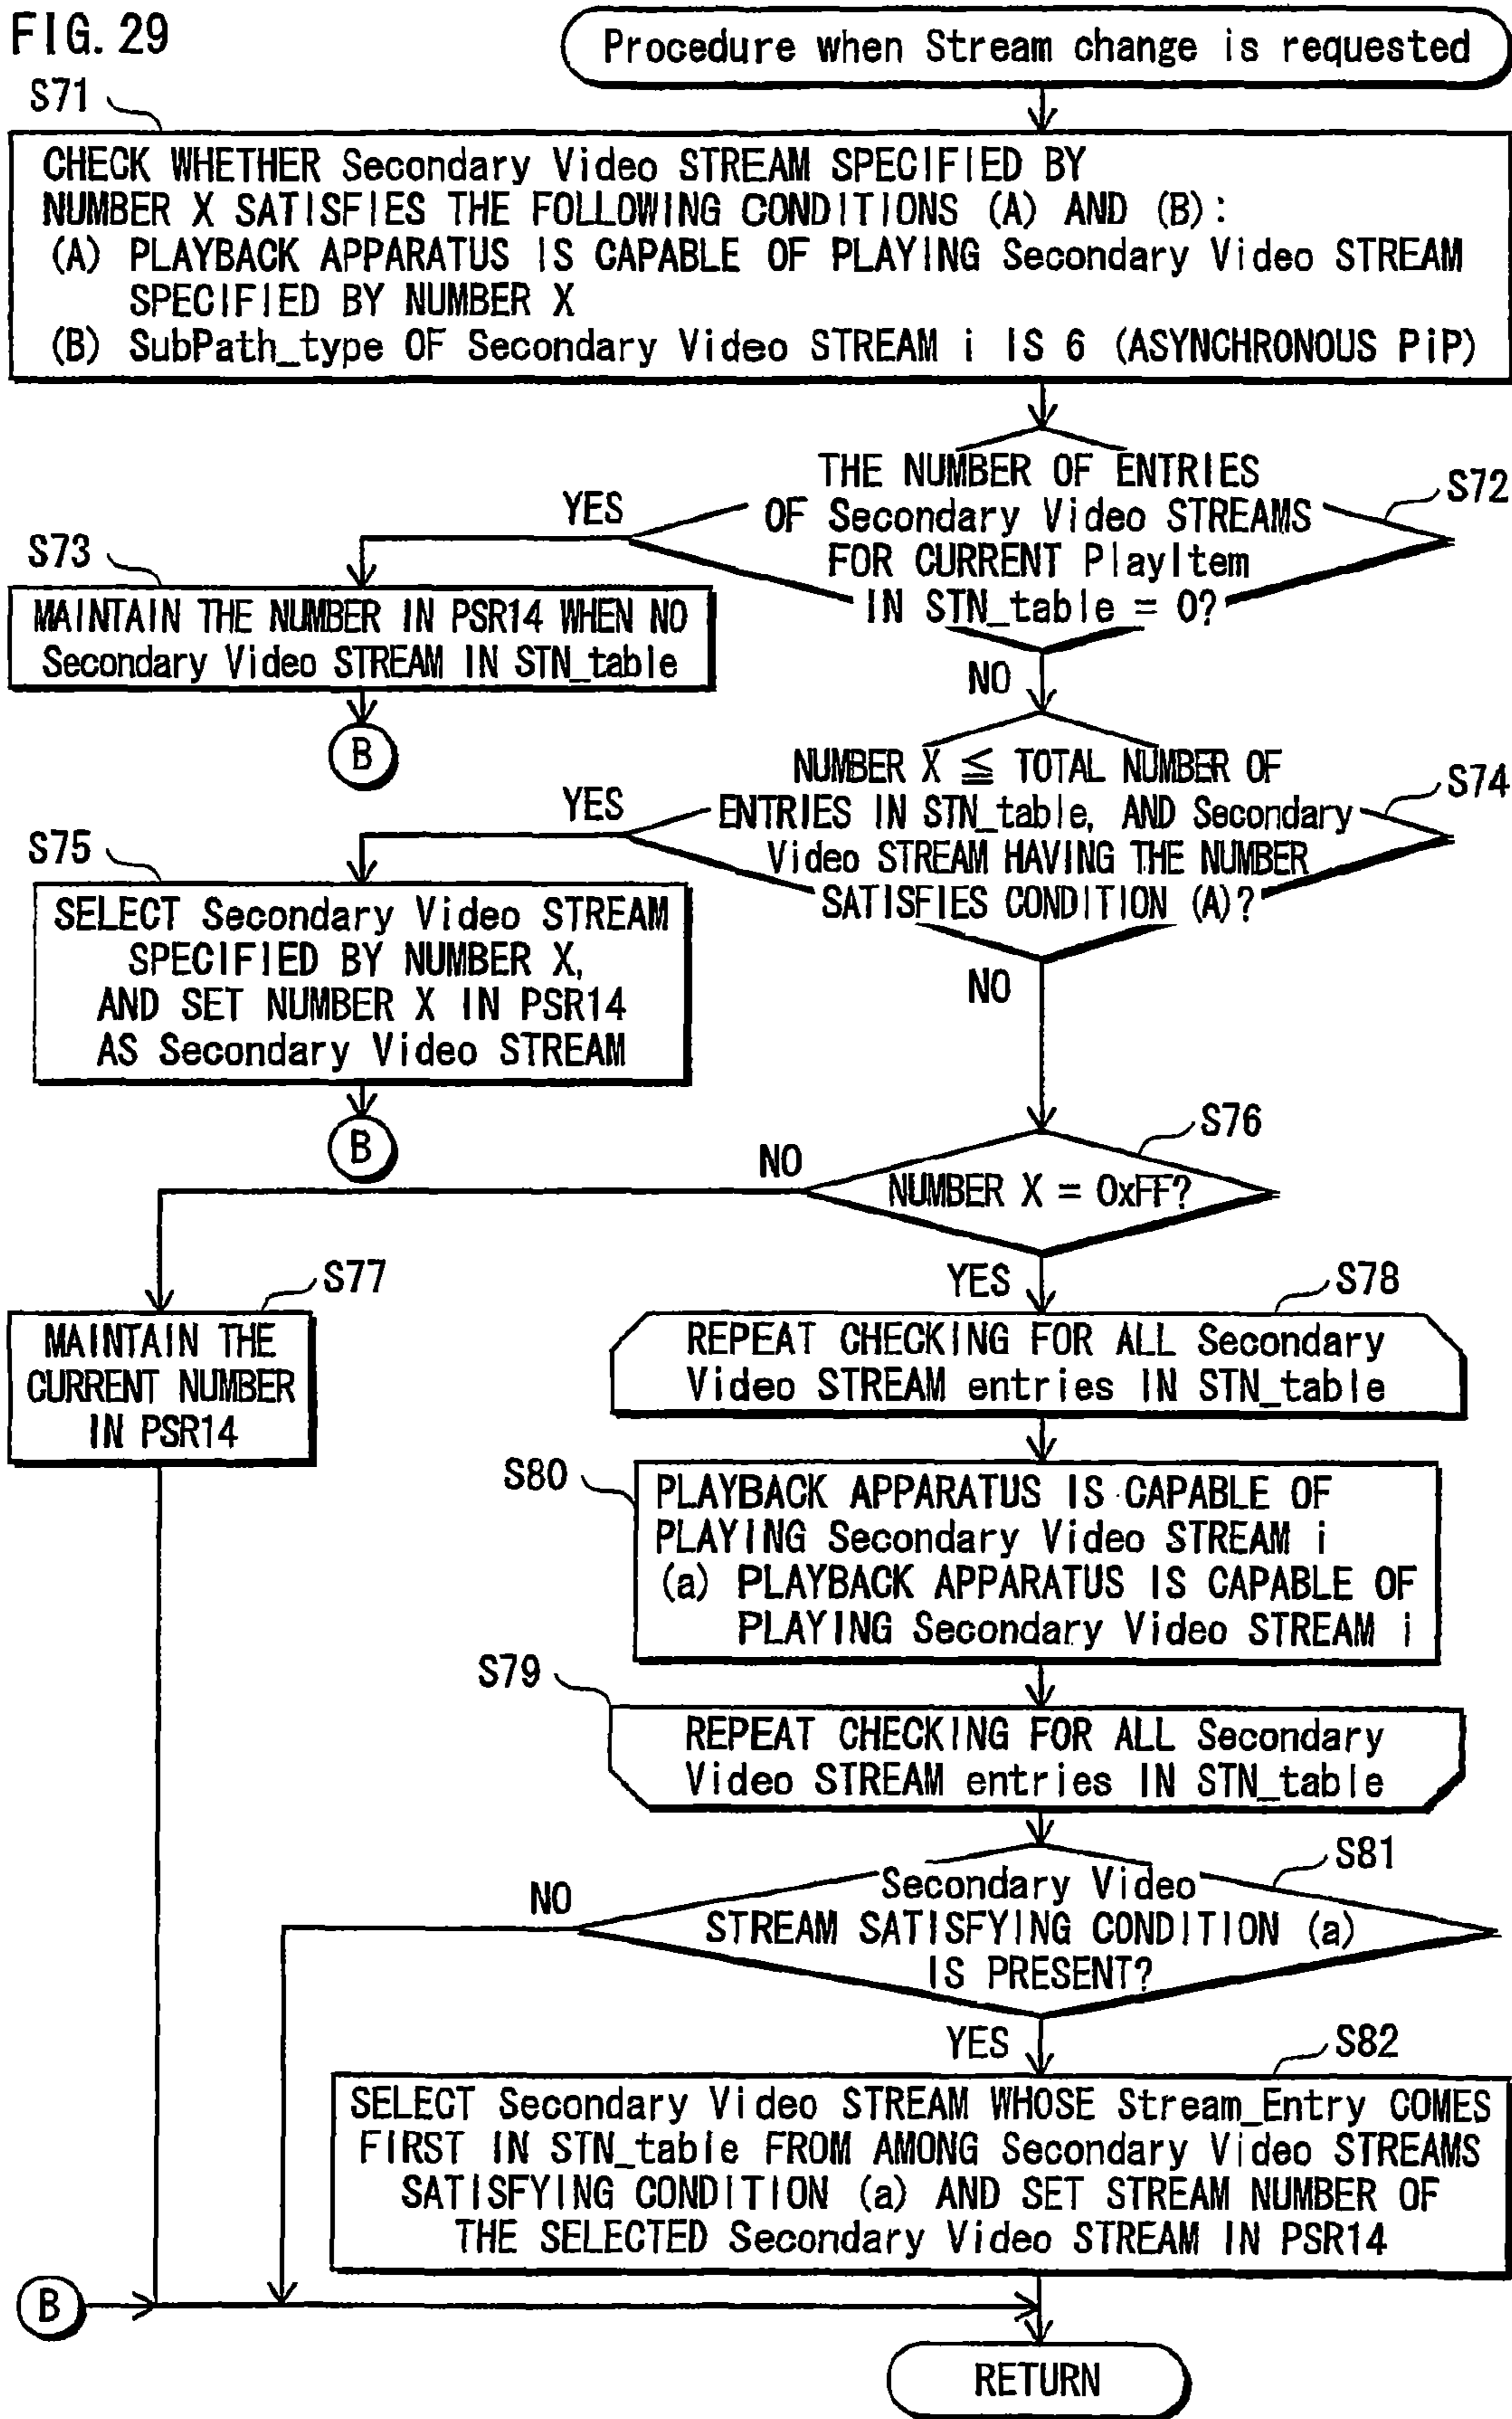 FIG. 29
Procedure when Stream change is requested
S71
CHECK WHETHER Secondary Video STREAM SPECIFIED BY
NUMBER X SATISFIES THE FOLLOWING CONDITIONS (A) AND (B):
(A) PLAYBACK APPARATUS IS CAPABLE OF PLAYING Secondary Video STREAM
SPECIFIED BY NUMBER X
(B) SubPath_type OF Secondary Video STREAM i IS 6 (ASYNCHRONOUS PiP)
S72
THE NUMBER OF ENTRIES
OF Secondary Video STREAMS
FOR CURRENT PlayItem
IN STN_table = 0?
YES
NO
S73
MAINTAIN THE NUMBER IN PSR14 WHEN NO
Secondary Video STREAM IN STN_table
B
S74
NUMBER X ≦ TOTAL NUMBER OF
ENTRIES IN STN_table, AND Secondary
Video STREAM HAVING THE NUMBER
SATISFIES CONDITION (A)?
YES
NO
S75
SELECT Secondary Video STREAM
SPECIFIED BY NUMBER X,
AND SET NUMBER X IN PSR14
AS Secondary Video STREAM
B
S76
NUMBER X = 0xFF?
NO
YES
S77
MAINTAIN THE
CURRENT NUMBER
IN PSR14
S78
REPEAT CHECKING FOR ALL Secondary
Video STREAM entries IN STN_table
S80
PLAYBACK APPARATUS IS CAPABLE OF
PLAYING Secondary Video STREAM i
(a) PLAYBACK APPARATUS IS CAPABLE OF
PLAYING Secondary Video STREAM i
S79
REPEAT CHECKING FOR ALL Secondary
Video STREAM entries IN STN_table
S81
Secondary Video
STREAM SATISFYING CONDITION (a)
IS PRESENT?
NO
YES
S82
SELECT Secondary Video STREAM WHOSE Stream_Entry COMES
FIRST IN STN_table FROM AMONG Secondary Video STREAMS
SATISFYING CONDITION (a) AND SET STREAM NUMBER OF
THE SELECTED Secondary Video STREAM IN PSR14
B
RETURN